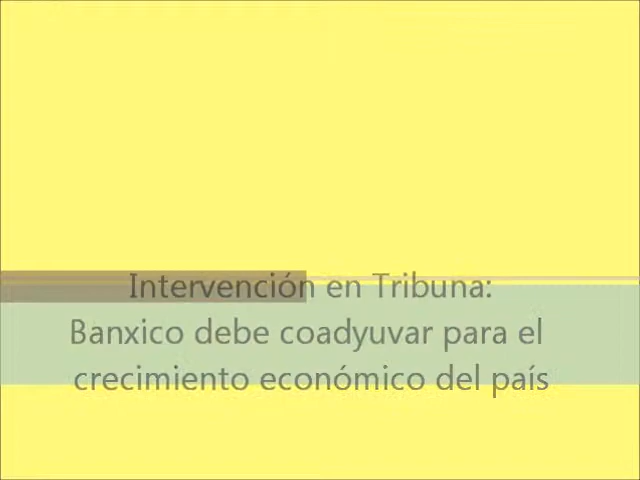 Intervención en Tribuna:
Banxico debe coadyuvar para el
crecimiento económico del país